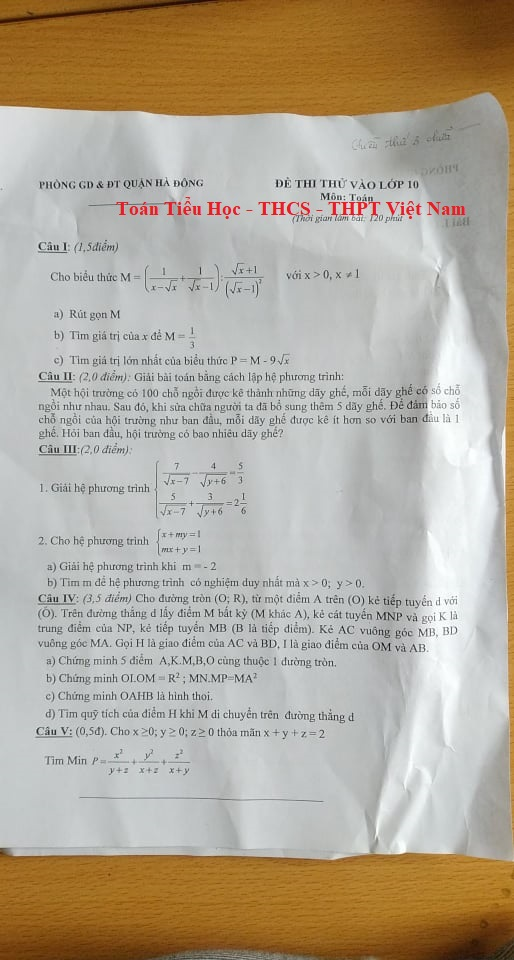 Chiều thứ 3 chữa
PHÒNG GD & ĐT QUẬN HÀ ĐÔNG
ĐỀ THI THỬ VÀO LỚP 10
Môn: Toán
Toán Tiểu Học - THCS - THPT Việt Nam
(Thời gian làm bài: 120 phút
Câu I: (1,5điểm)
Cho biểu thức M = (1/(x−√x) + 1/(√x−1)) : (√x+1)/(√x−1)² với x > 0, x ≠ 1
a) Rút gọn M
b) Tìm giá trị của x để M = 1/3
c) Tìm giá trị lớn nhất của biểu thức P = M - 9√x
Câu II: (2,0 điểm): Giải bài toán bằng cách lập hệ phương trình:
Một hội trường có 100 chỗ ngồi được kê thành những dãy ghế, mỗi dãy ghế có số chỗ
ngồi như nhau. Sau đó, khi sửa chữa người ta đã bổ sung thêm 5 dãy ghế. Để đảm bảo số
chỗ ngồi của hội trường như ban đầu, mỗi dãy ghế được kê ít hơn so với ban đầu là 1
ghế. Hỏi ban đầu, hội trường có bao nhiêu dãy ghế?
Câu III:(2,0 điểm):
1. Giải hệ phương trình { 7/√(x−7) − 4/√(y+6) = 5/3
5/√(x−7) + 3/√(y+6) = 2 1/6
2. Cho hệ phương trình { x + my = 1
mx + y = 1
a) Giải hệ phương trình khi m = - 2
b) Tìm m để hệ phương trình có nghiệm duy nhất mà x > 0; y > 0.
Câu IV: (3,5 điểm) Cho đường tròn (O; R), từ một điểm A trên (O) kẻ tiếp tuyến d với
(O). Trên đường thẳng d lấy điểm M bất kỳ (M khác A), kẻ cát tuyến MNP và gọi K là
trung điểm của NP, kẻ tiếp tuyến MB (B là tiếp điểm). Kẻ AC vuông góc MB, BD
vuông góc MA. Gọi H là giao điểm của AC và BD, I là giao điểm của OM và AB.
a) Chứng minh 5 điểm A,K.M,B,O cùng thuộc 1 đường tròn.
b) Chứng minh OI.OM = R² ; MN.MP=MA²
c) Chứng minh OAHB là hình thoi.
d) Tìm quỹ tích của điểm H khi M di chuyển trên đường thẳng d
Câu V: (0,5đ). Cho x ≥0; y ≥ 0; z ≥ 0 thỏa mãn x + y + z = 2
Tìm Min P = x²/(y+z) + y²/(x+z) + z²/(x+y)